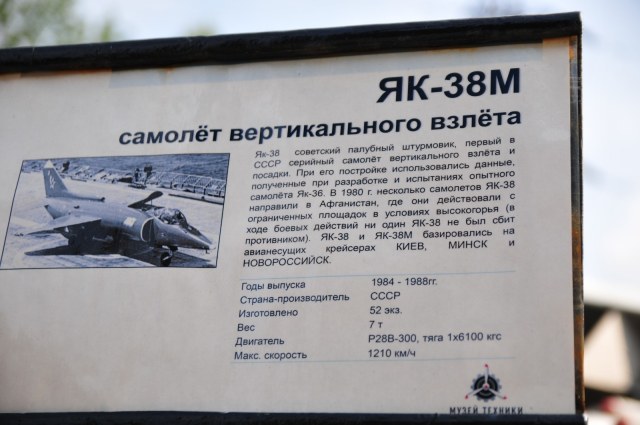 ЯК-38М
самолёт вертикального взлёта
Як-38 советский палубный штурмовик, первый в
СССР серийный самолёт вертикального взлёта и
посадки. При его постройке использовались данные,
полученные при разработке и испытаниях опытного
самолёта Як-36. В 1980 г. несколько самолетов ЯК-38
направили в Афганистан, где они действовали с
ограниченных площадок в условиях высокогорья (в
ходе боевых действий ни один ЯК-38 не был сбит
противником). ЯК-38 и ЯК-38М базировались на
авианесущих крейсерах КИЕВ, МИНСК и
НОВОРОССИЙСК.
Годы выпуска 1984 - 1988гг.
Страна-производитель СССР
Изготовлено 52 экз.
Вес 7 т
Двигатель Р28В-300, тяга 1х6100 кгс
Макс. скорость 1210 км/ч
МУЗЕЙ ТЕХНИКИ